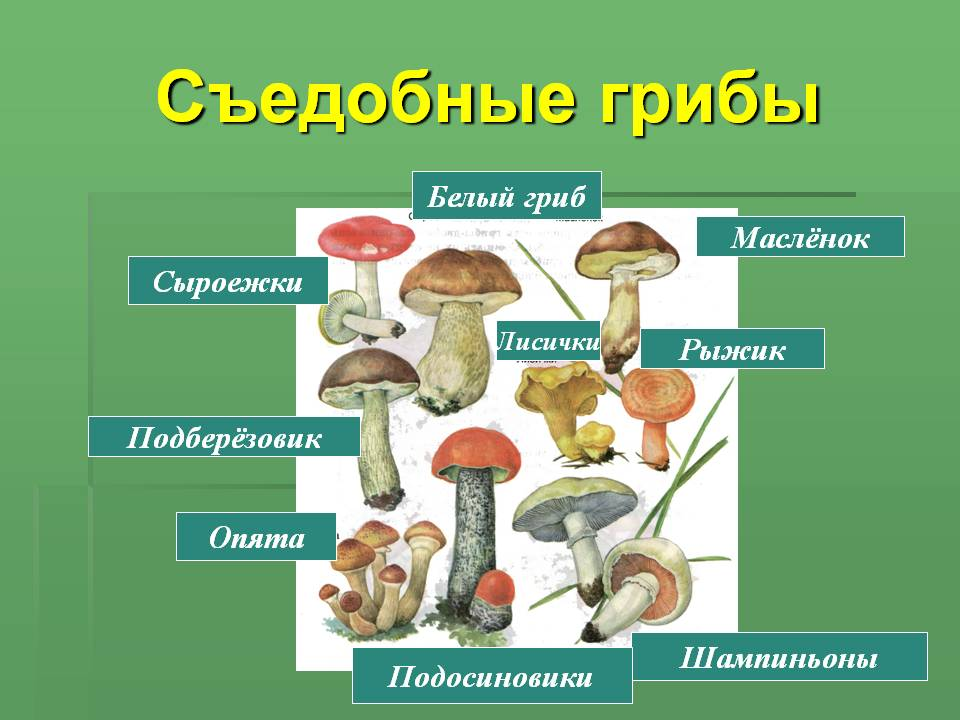 Съедобные грибы
Белый гриб
Маслёнок
Сыроежки
Лисички
Рыжик
Подберёзовик
Опята
Шампиньоны
Подосиновики